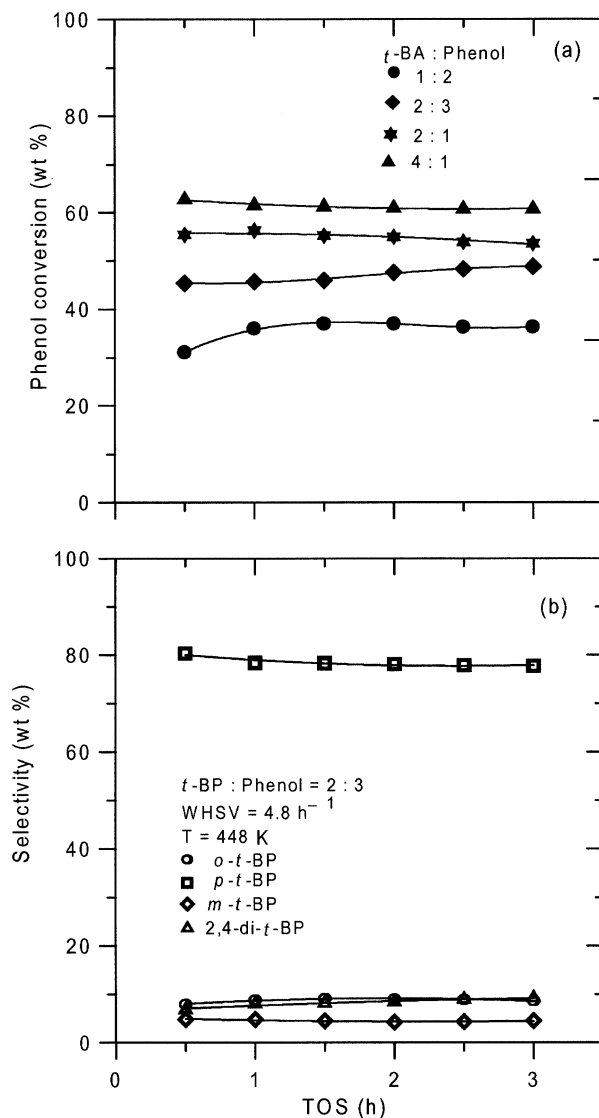 (a)
t-BA : Phenol
1 : 2
2 : 3
2 : 1
4 : 1
100
80
60
40
20
0
Phenol conversion (wt %)
(b)
100
80
60
40
20
0
Selectivity (wt %)
t-BP : Phenol = 2 : 3
WHSV = 4.8 h⁻¹
T = 448 K
o-t-BP
p-t-BP
m-t-BP
2,4-di-t-BP
0 1 2 3
TOS (h)